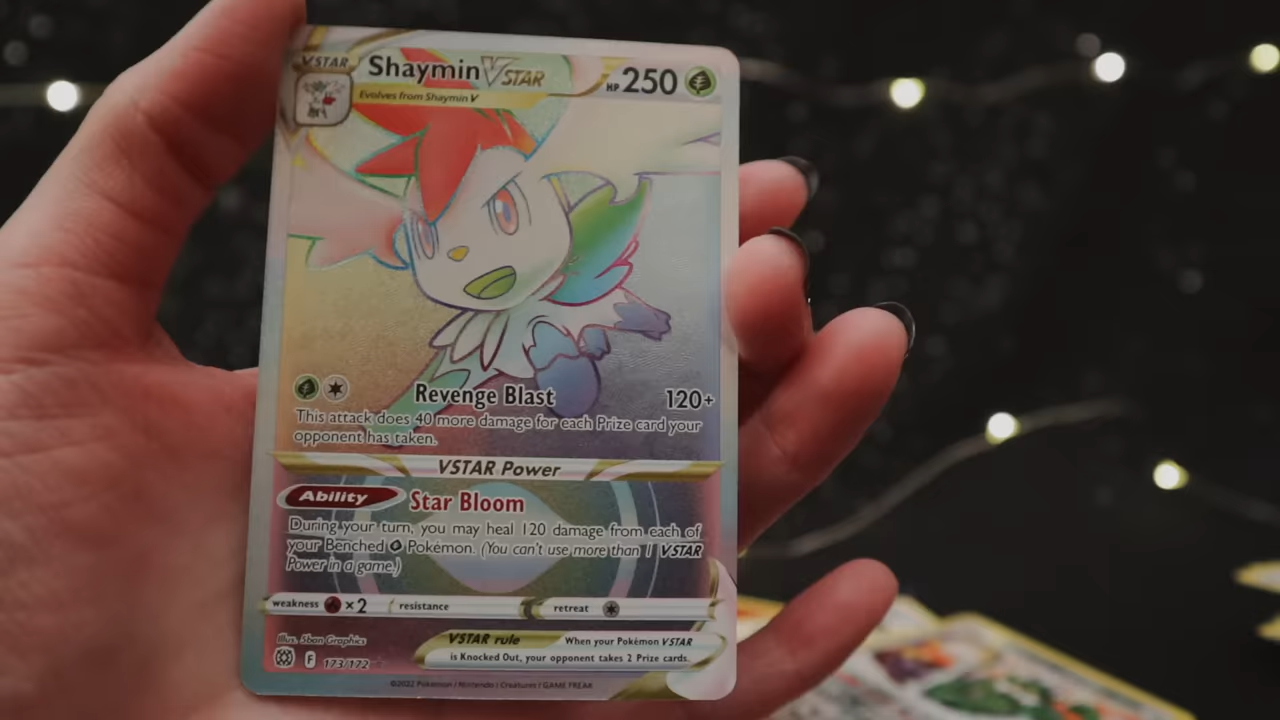 VSTAR Shaymin VSTAR HP 250
Evolves from Shaymin V
Revenge Blast 120+
This attack does 40 more damage for each Prize card your
opponent has taken.
VSTAR Power
Ability Star Bloom
During your turn, you may heal 120 damage from each of
your Benched Pokémon. (You can't use more than 1 VSTAR
Power in a game.)
weakness ×2 resistance retreat
Illus. 5ban Graphics
VSTAR rule When your Pokémon VSTAR
is Knocked Out, your opponent takes 2 Prize cards.
F 173/172
©2022 Pokémon / Nintendo / Creatures / GAME FREAK